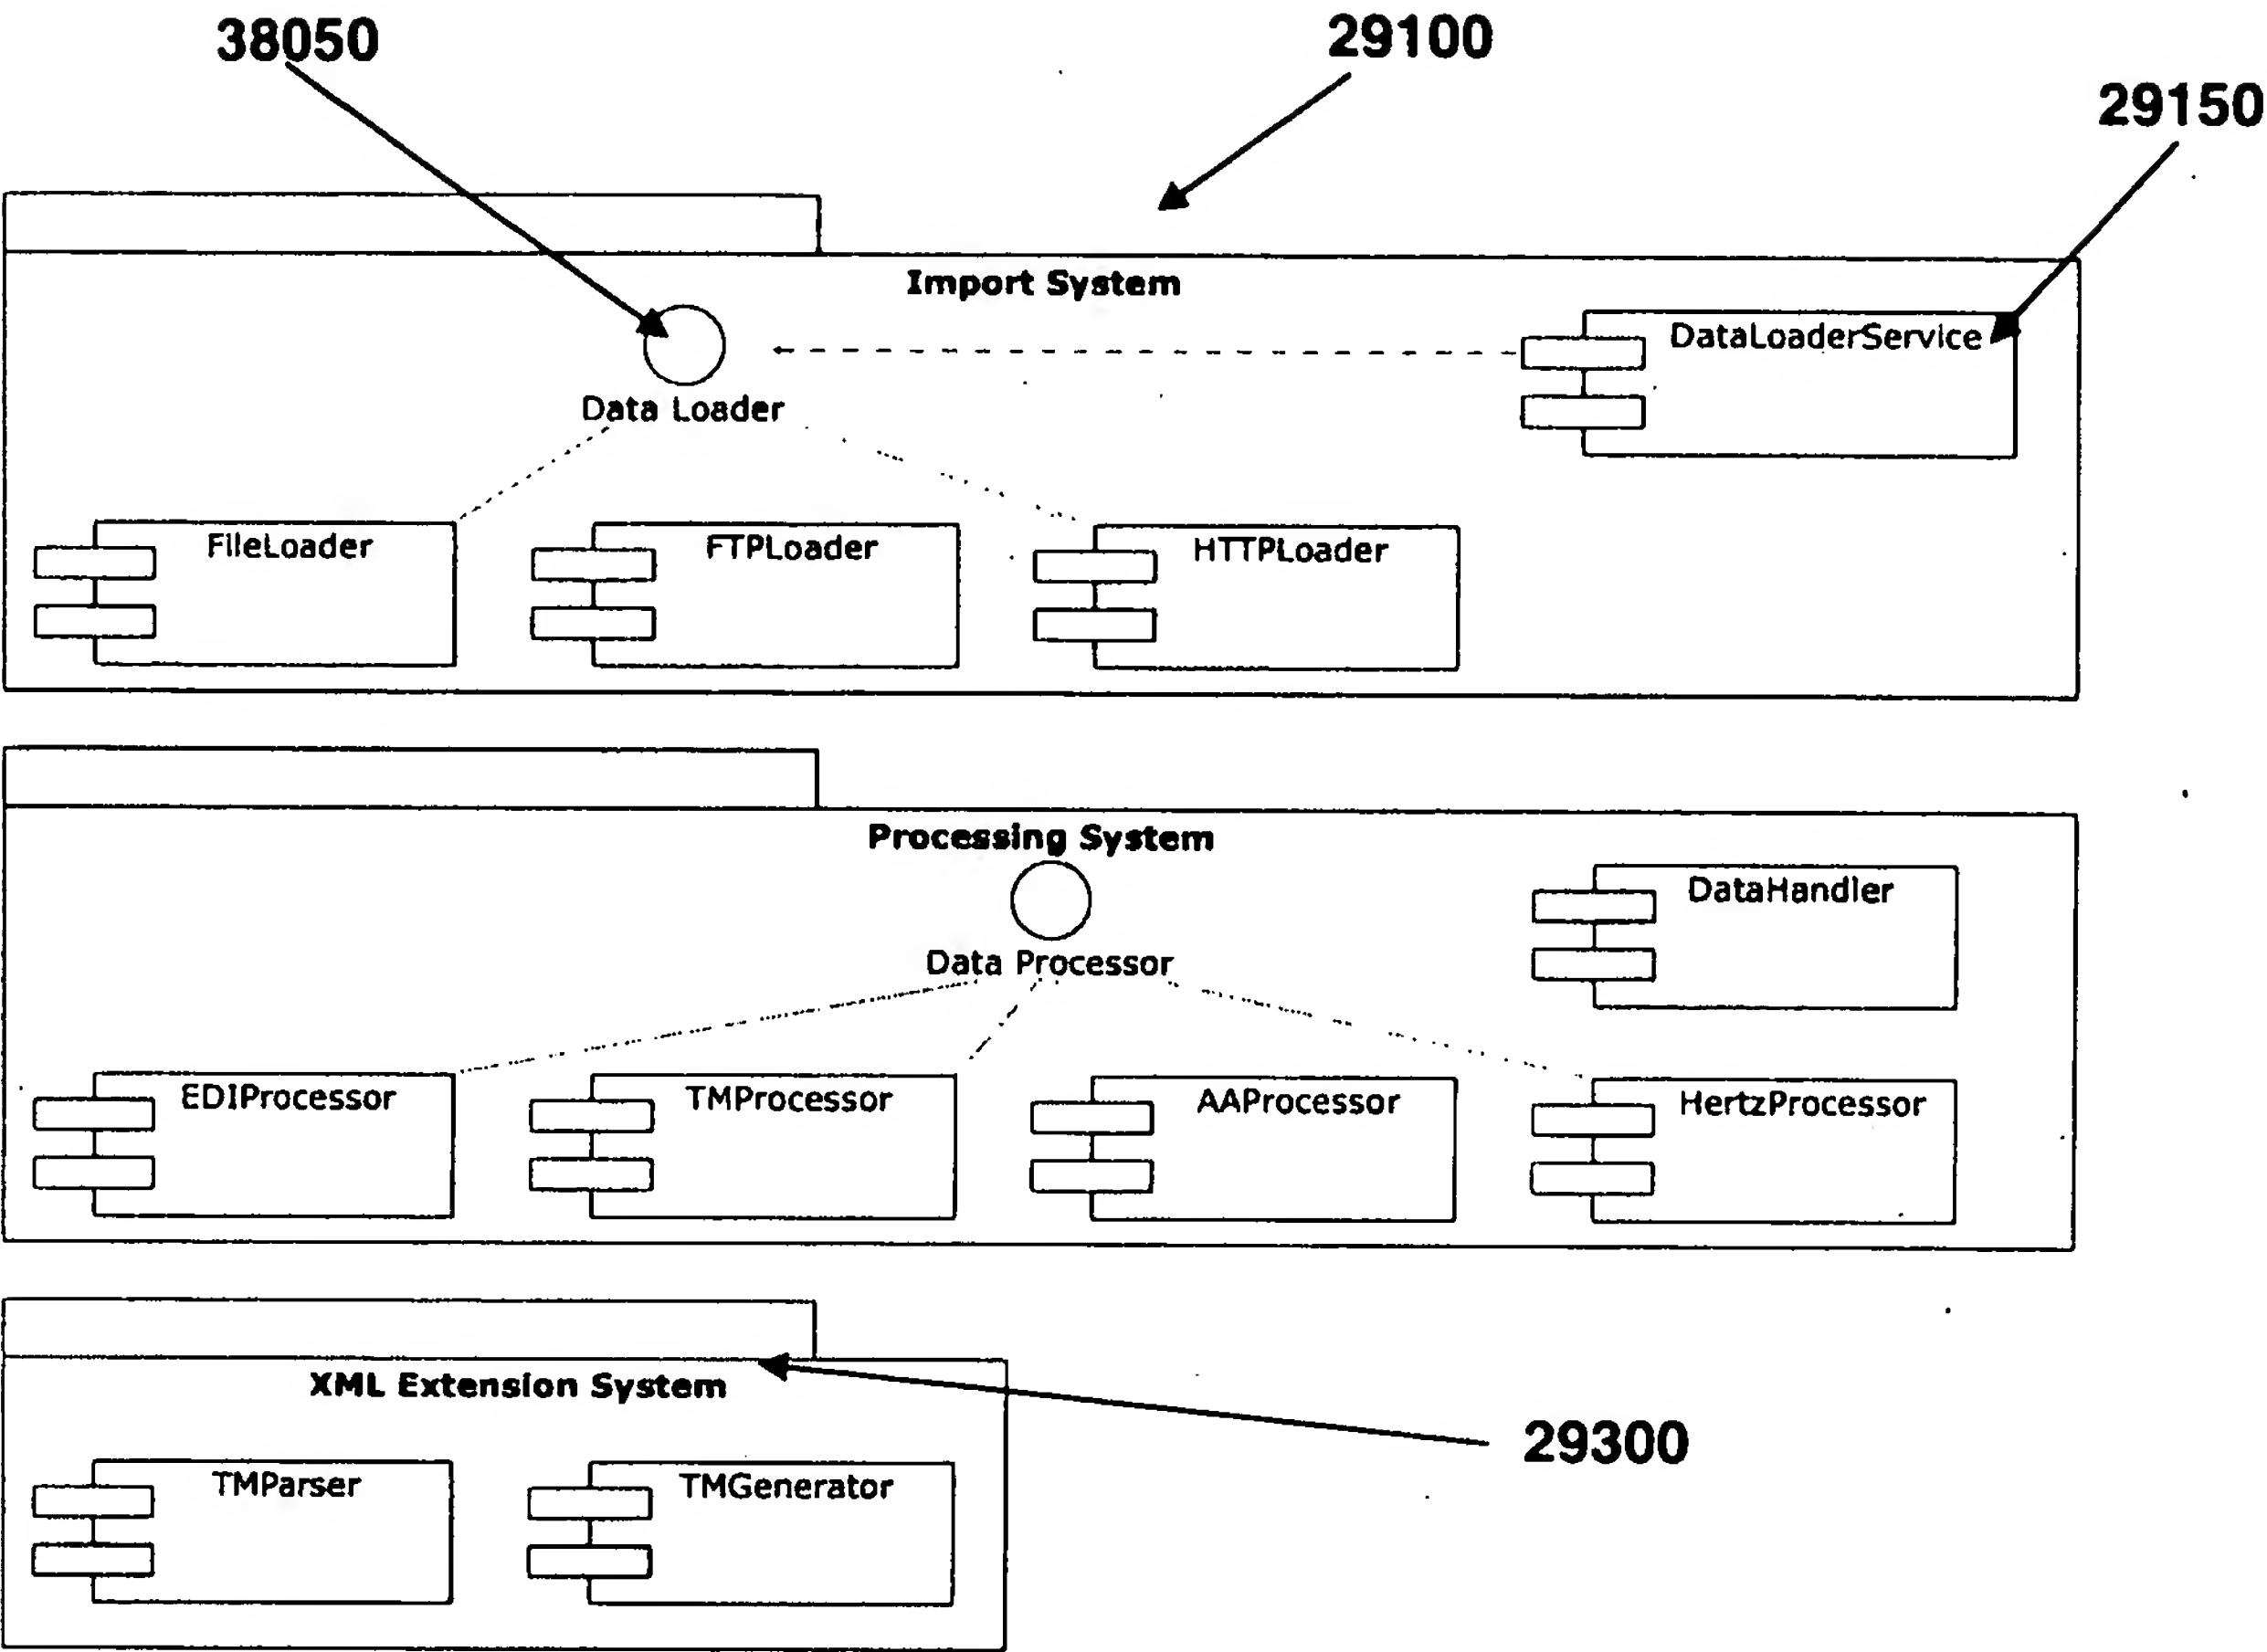 38050
29100
29150
Import System
DataLoaderService
Data Loader
FileLoader
FTPLoader
HTTPLoader
Processing System
DataHandler
Data Processor
EDIProcessor
TMProcessor
AAProcessor
HertzProcessor
XML Extension System
29300
TMParser
TMGenerator